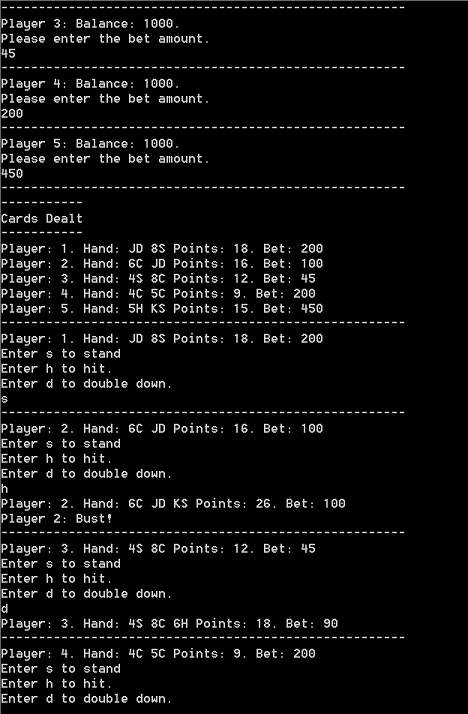 -----------------------------------------------------
Player 3: Balance: 1000.
Please enter the bet amount.
45
-----------------------------------------------------
Player 4: Balance: 1000.
Please enter the bet amount.
200
-----------------------------------------------------
Player 5: Balance: 1000.
Please enter the bet amount.
450
-----------------------------------------------------
-----------
Cards Dealt
-----------
Player: 1. Hand: JD 8S Points: 18. Bet: 200
Player: 2. Hand: 6C JD Points: 16. Bet: 100
Player: 3. Hand: 4S 8C Points: 12. Bet: 45
Player: 4. Hand: 4C 5C Points: 9. Bet: 200
Player: 5. Hand: 5H KS Points: 15. Bet: 450
-----------------------------------------------------
Player: 1. Hand: JD 8S Points: 18. Bet: 200
Enter s to stand
Enter h to hit.
Enter d to double down.
s
-----------------------------------------------------
Player: 2. Hand: 6C JD Points: 16. Bet: 100
Enter s to stand
Enter h to hit.
Enter d to double down.
h
Player: 2. Hand: 6C JD KS Points: 26. Bet: 100
Player 2: Bust!
-----------------------------------------------------
Player: 3. Hand: 4S 8C Points: 12. Bet: 45
Enter s to stand
Enter h to hit.
Enter d to double down.
d
Player: 3. Hand: 4S 8C 6H Points: 18. Bet: 90
-----------------------------------------------------
Player: 4. Hand: 4C 5C Points: 9. Bet: 200
Enter s to stand
Enter h to hit.
Enter d to double down.